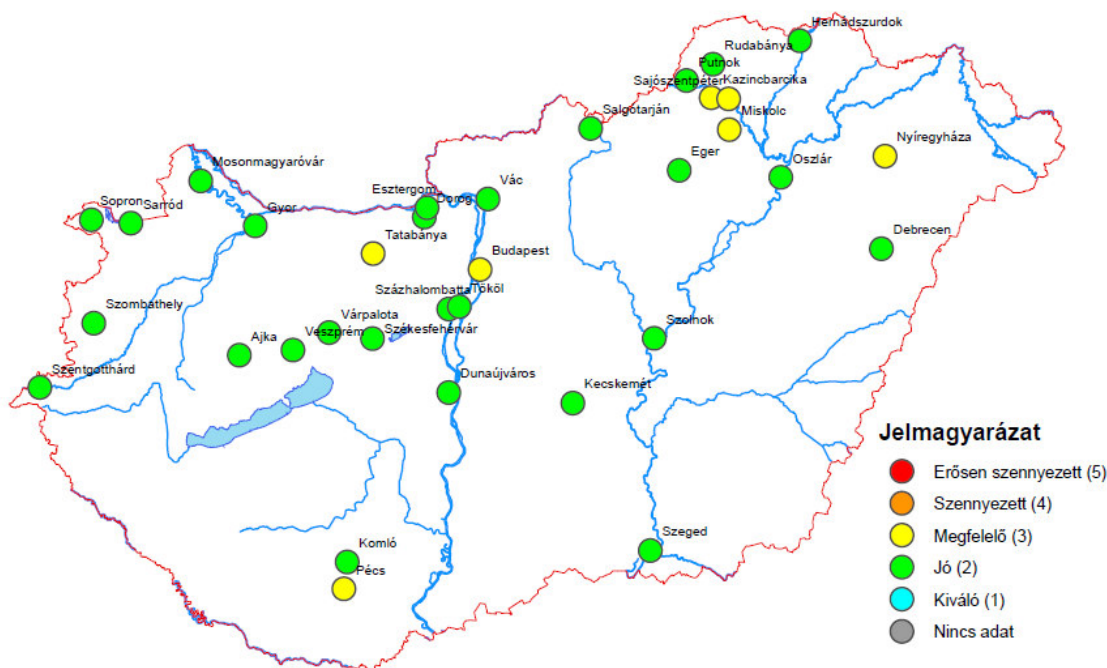 Hernádszurdok
Rudabánya
Putnok
Sajószentpéter
Kazincbarcika
Miskolc
Salgótarján
Nyíregyháza
Eger
Oszlár
Mosonmagyaróvár
Vác
Esztergom
Dorog
Sopron
Sarród
Gyor
Tatabánya
Budapest
Debrecen
Százhalombatta
Tököl
Szombathely
Várpalota
Székesfehérvár
Veszprém
Ajka
Szolnok
Szentgotthárd
Dunaújváros
Kecskemét
Szeged
Komló
Pécs
Jelmagyarázat
Erősen szennyezett (5)
Szennyezett (4)
Megfelelő (3)
Jó (2)
Kiváló (1)
Nincs adat